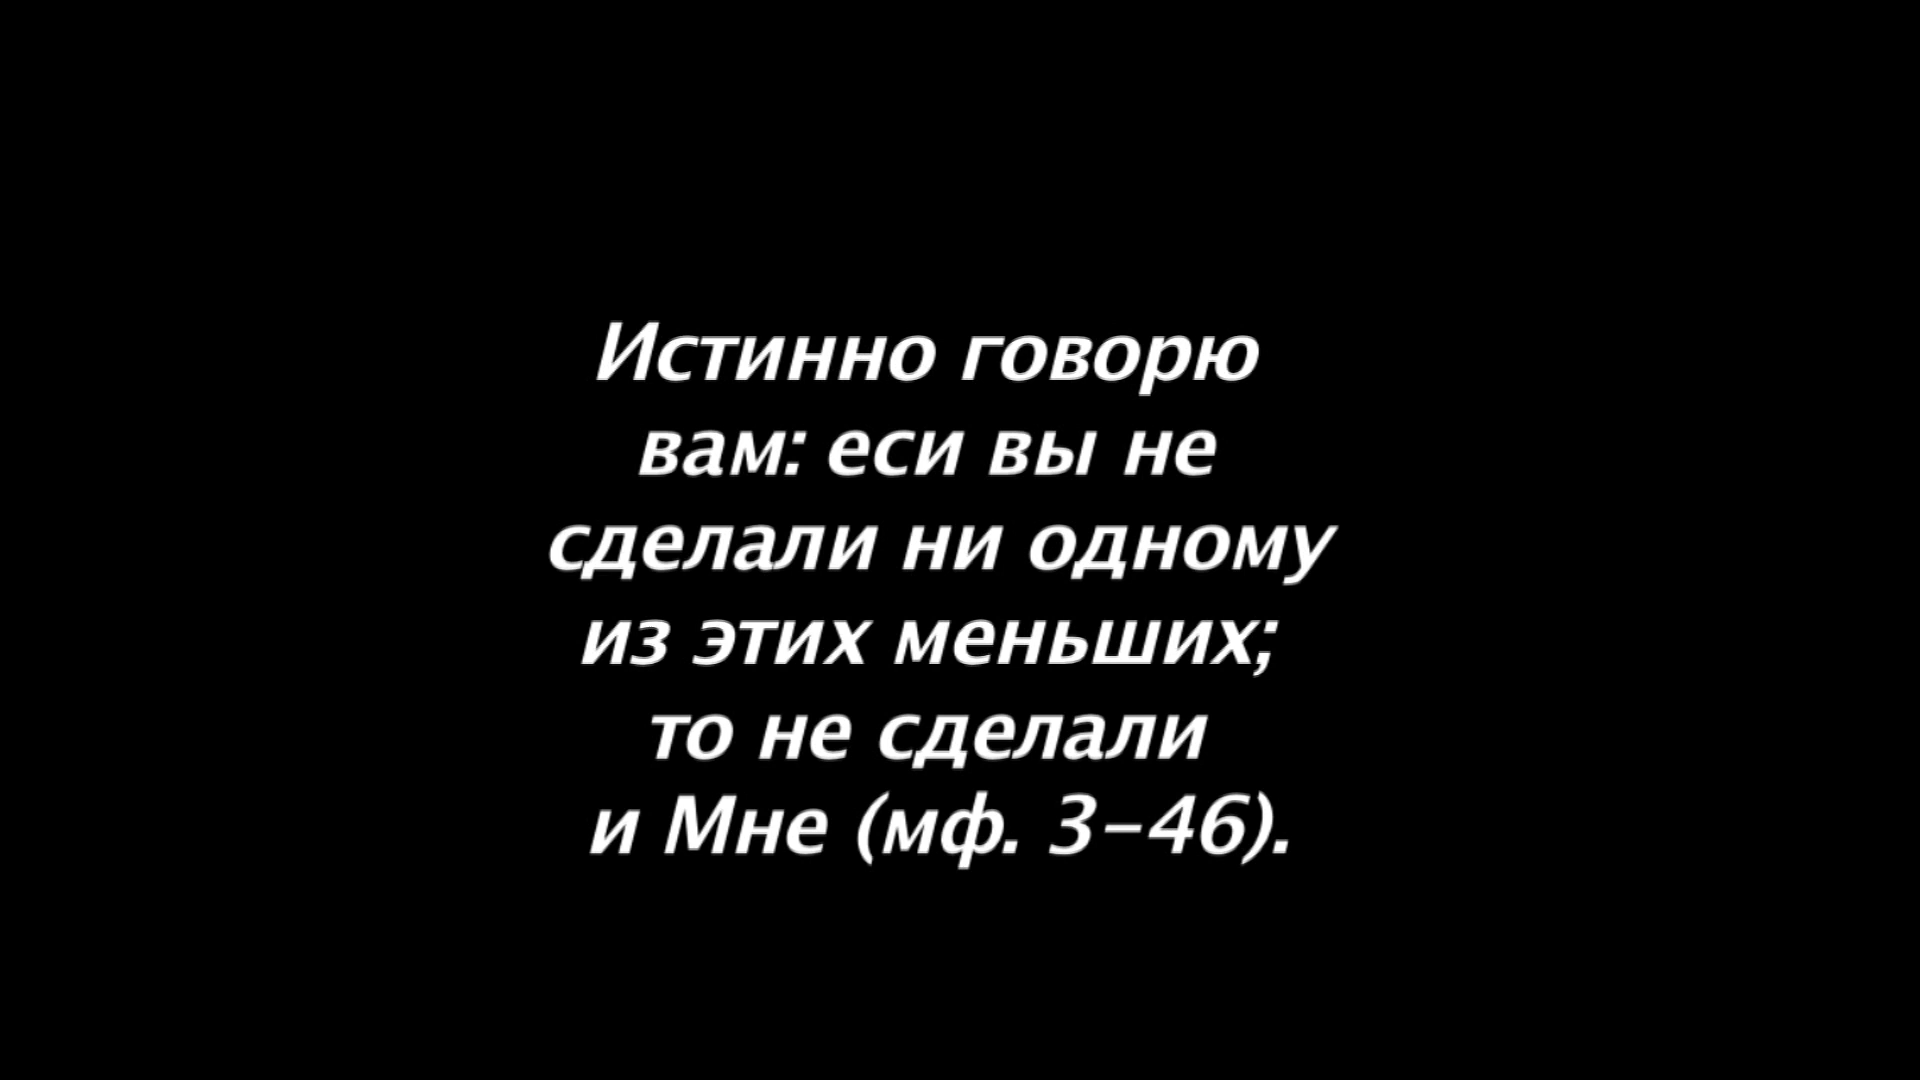 Истинно говорю
вам: еси вы не
сделали ни одному
из этих меньших;
то не сделали
и Мне (мф. 3-46).